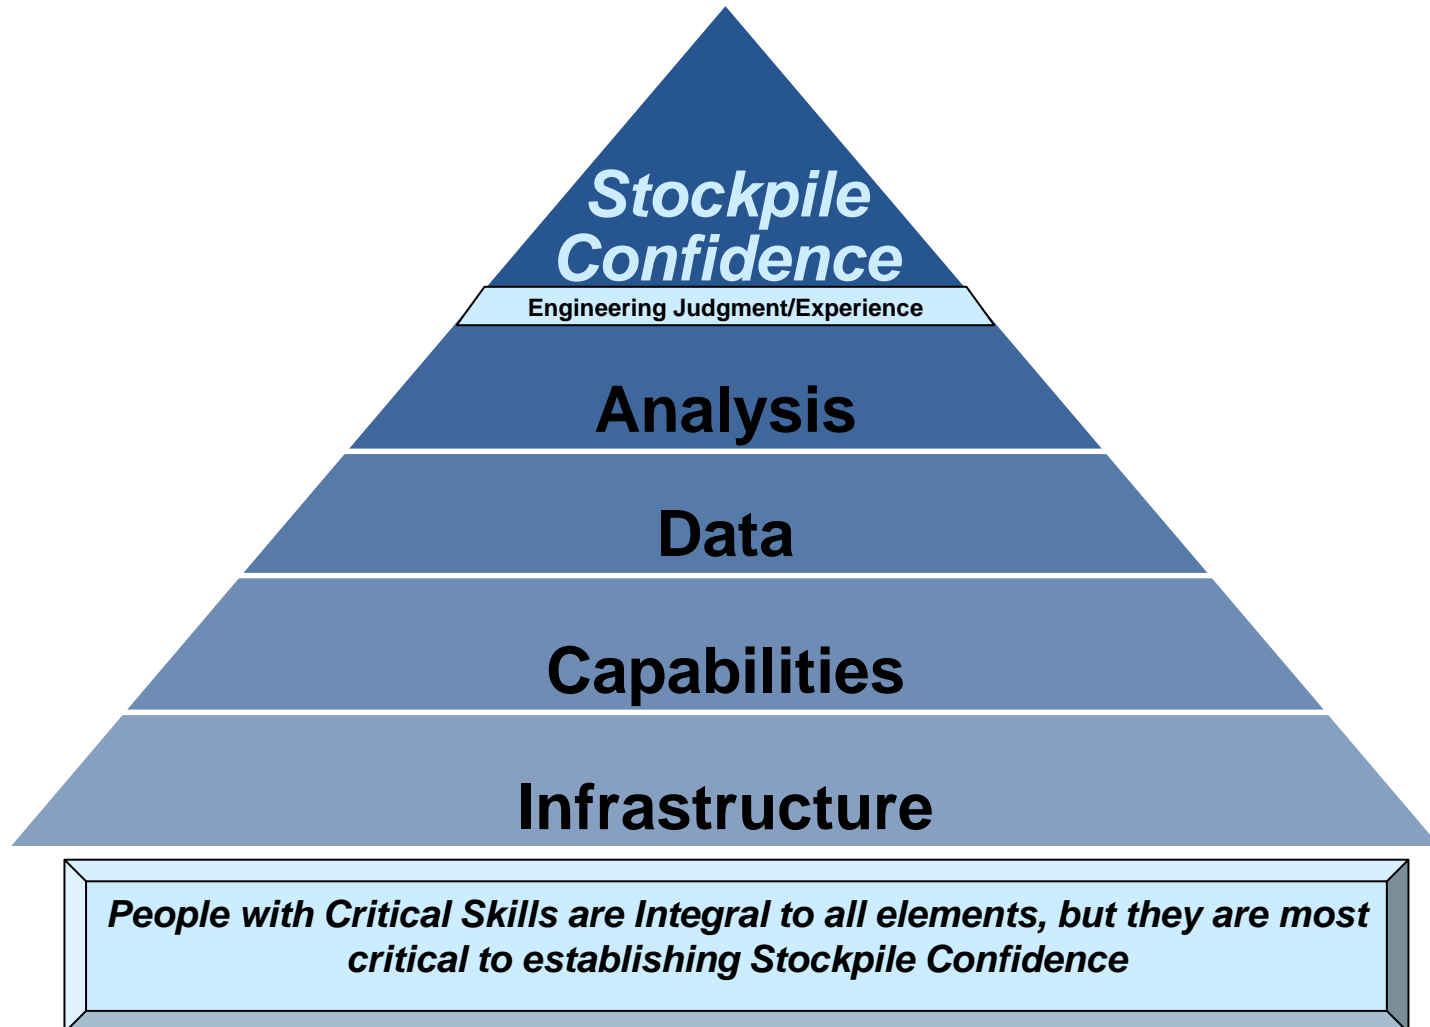 Stockpile
Confidence
Engineering Judgment/Experience
Analysis
Data
Capabilities
Infrastructure
People with Critical Skills are Integral to all elements, but they are most
critical to establishing Stockpile Confidence